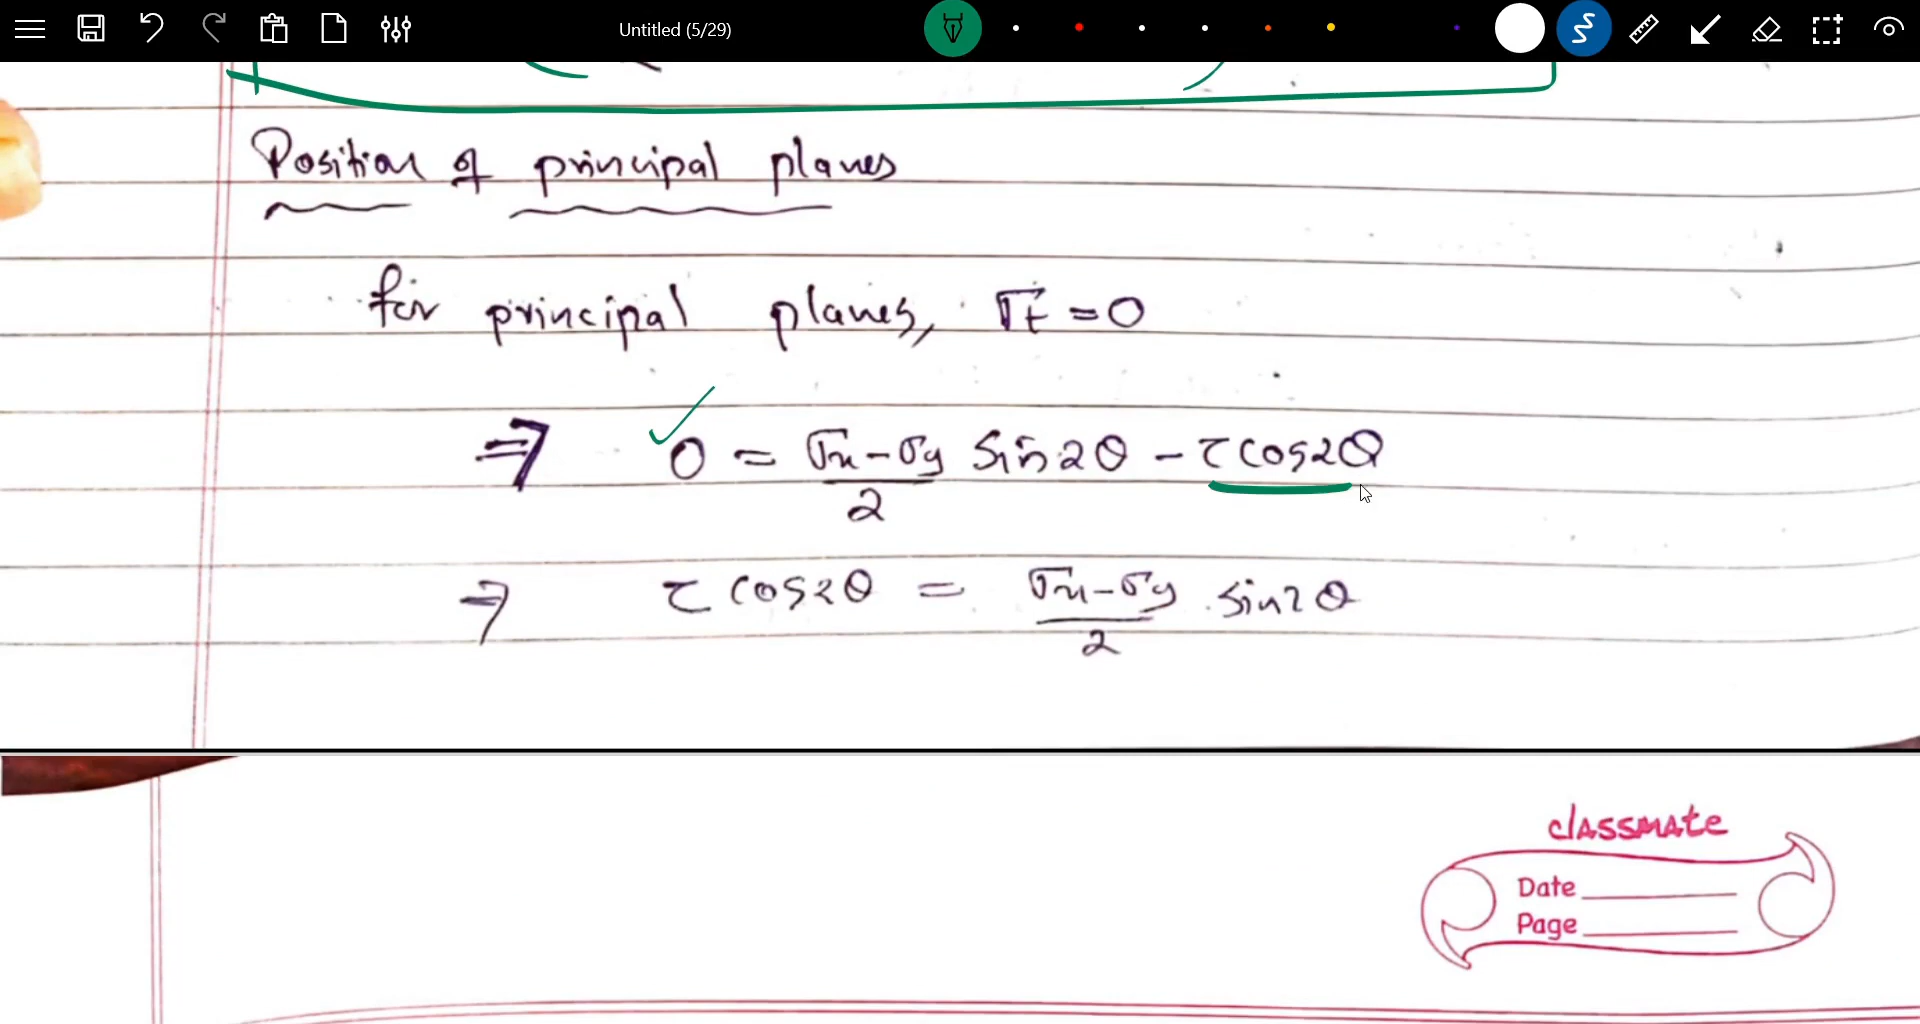 Untitled (5/29)
Position of principal planes
for principal planes, σt = 0
⇒ 0 = σx-σy/2 sin2θ - τcos2θ
⇒ τ cos2θ = σx-σy/2 sin2θ
classmate
Date
Page